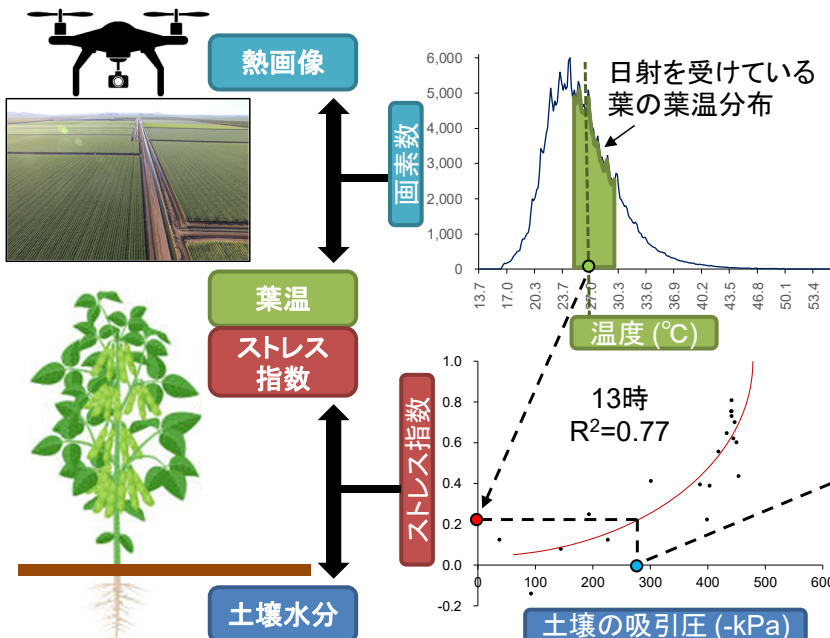 熱画像
画素数
6,000
5,000
4,000
3,000
2,000
1,000
0
日射を受けている
葉の葉温分布
13.7
17.0
20.3
23.7
27.0
30.3
33.6
36.9
40.2
43.5
46.8
50.1
53.4
温度 (℃)
葉温
ストレス
指数
ストレス指数
1.0
0.8
0.6
0.4
0.2
0.0
-0.2
13時
R²=0.77
0
100
200
300
400
500
600
土壌の吸引圧 (-kPa)
土壌水分